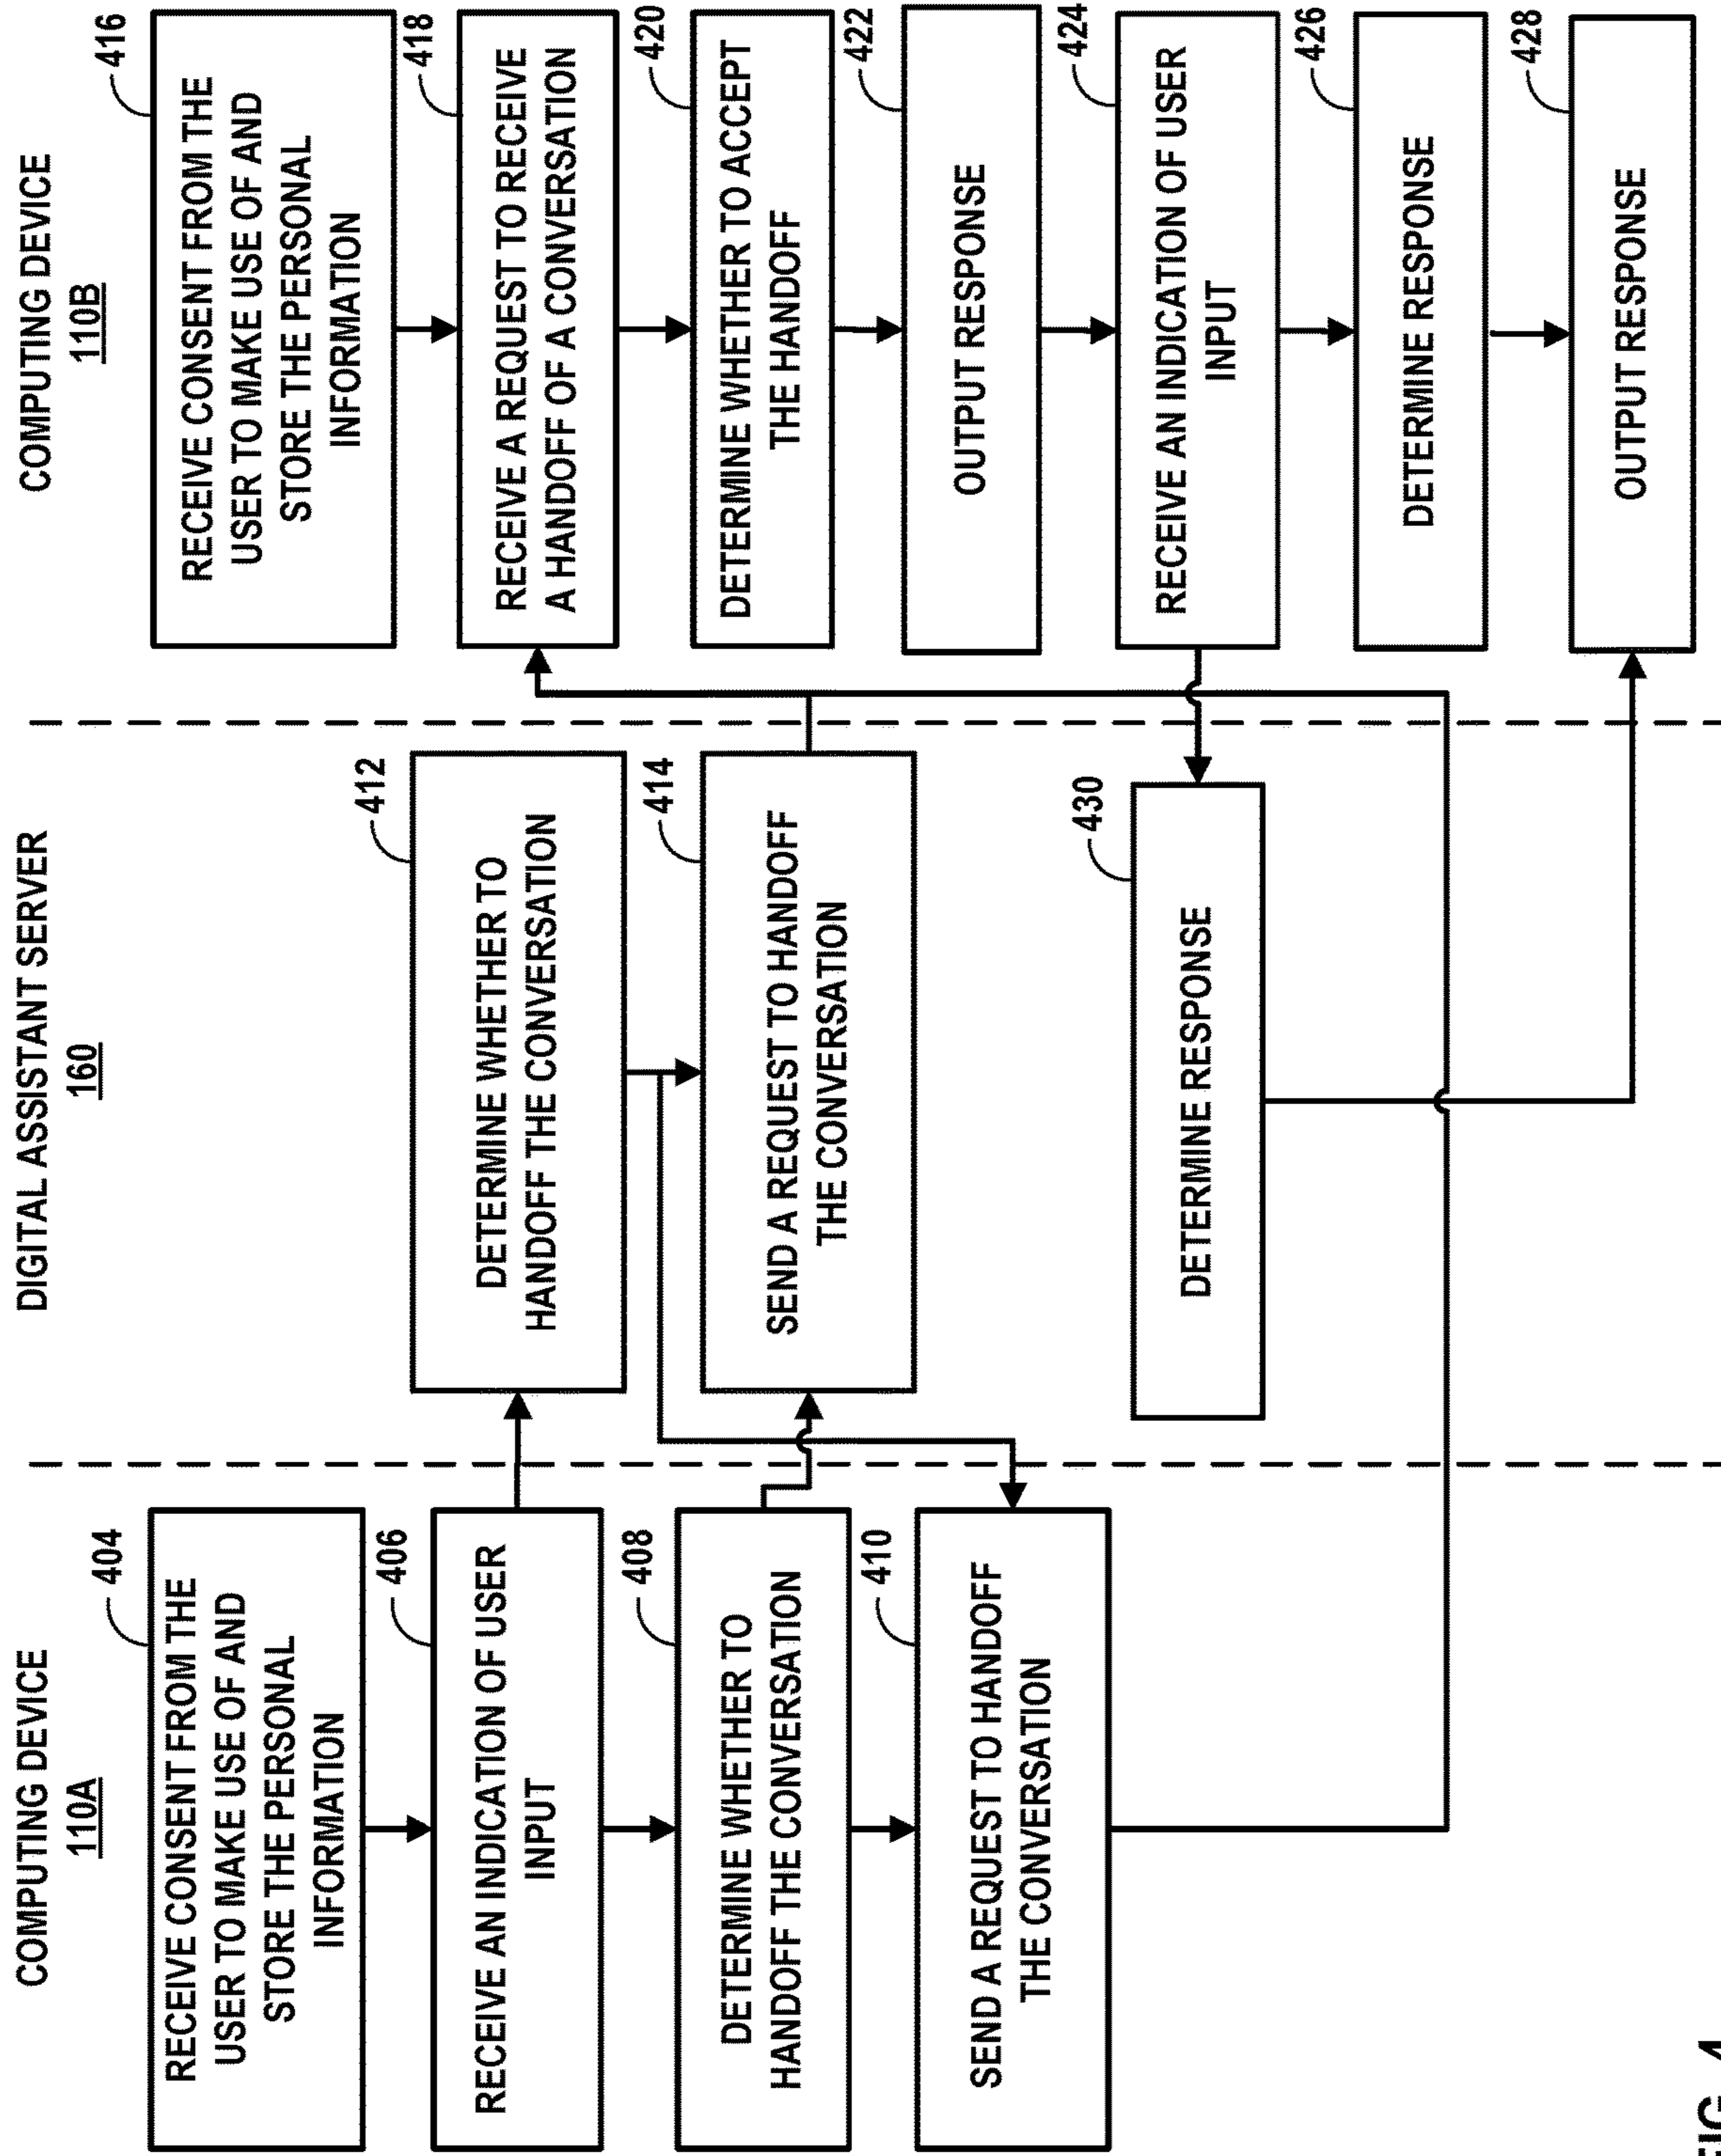 COMPUTING DEVICE
110A
404
RECEIVE CONSENT FROM THE
USER TO MAKE USE OF AND
STORE THE PERSONAL
INFORMATION
406
RECEIVE AN INDICATION OF USER
INPUT
408
DETERMINE WHETHER TO
HANDOFF THE CONVERSATION
410
SEND A REQUEST TO HANDOFF
THE CONVERSATION
DIGITAL ASSISTANT SERVER
160
412
DETERMINE WHETHER TO
HANDOFF THE CONVERSATION
414
SEND A REQUEST TO HANDOFF
THE CONVERSATION
430
DETERMINE RESPONSE
COMPUTING DEVICE
110B
416
RECEIVE CONSENT FROM THE
USER TO MAKE USE OF AND
STORE THE PERSONAL
INFORMATION
418
RECEIVE A REQUEST TO RECEIVE
A HANDOFF OF A CONVERSATION
420
DETERMINE WHETHER TO ACCEPT
THE HANDOFF
422
OUTPUT RESPONSE
424
RECEIVE AN INDICATION OF USER
INPUT
426
DETERMINE RESPONSE
428
OUTPUT RESPONSE
FIG. 4